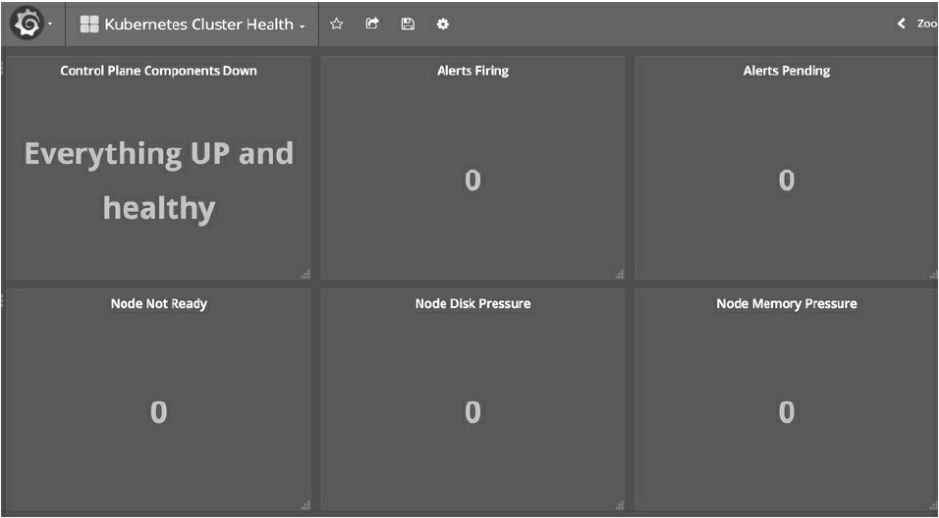 Kubernetes Cluster Health
Zoo
Control Plane Components Down
Alerts Firing
Alerts Pending
Everything UP and
healthy
0
0
Node Not Ready
Node Disk Pressure
Node Memory Pressure
0
0
0